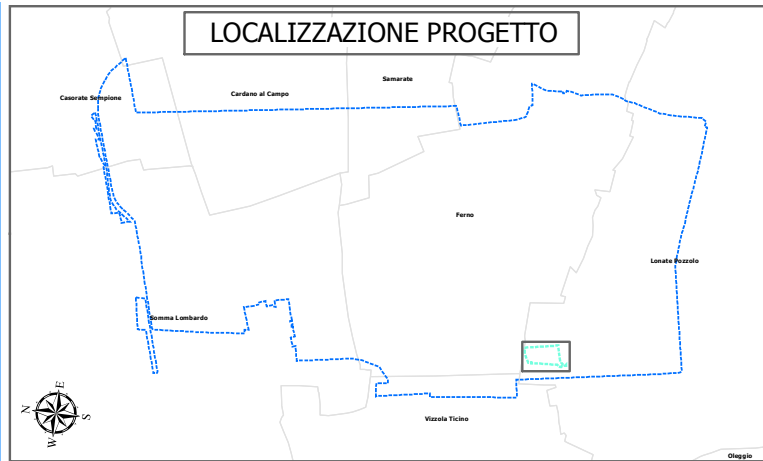 LOCALIZZAZIONE PROGETTO
Samarate
Cardano al Campo
Casorate Sempione
Ferno
Lonate Pozzolo
Somma Lombardo
E
N
S
W
Vizzola Ticino
Oleggio